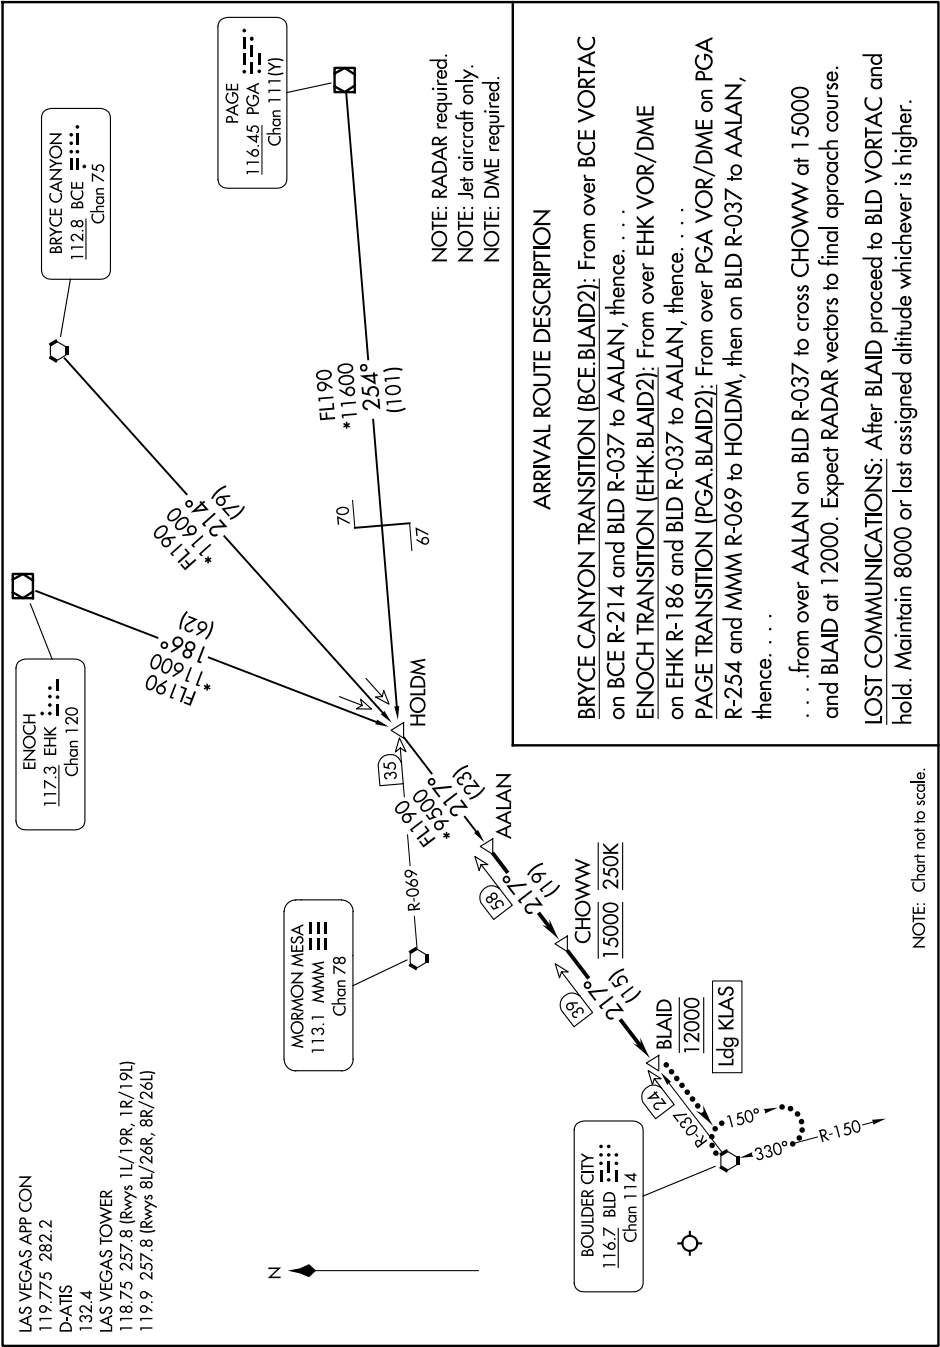 LAS VEGAS APP CON
119.775 282.2
D-ATIS
132.4
LAS VEGAS TOWER
118.75 257.8 (Rwys 1L/19R, 1R/19L)
119.9 257.8 (Rwys 8L/26R, 8R/26L)
ENOCH
117.3 EHK
Chan 120
BRYCE CANYON
112.8 BCE
Chan 75
PAGE
116.45 PGA
Chan 111(Y)
FL190
*11600
186°
(62)
FL190
*11600
214°
(79)
FL190
*11600
254°
(101)
70
67
NOTE: RADAR required.
NOTE: Jet aircraft only.
NOTE: DME required.
MORMON MESA
113.1 MMM
Chan 78
R-069
35
HOLDM
FL190
*9500
217°
(23)
AALAN
58
217°
(19)
CHOWW
15000 250K
39
217°
(15)
BLAID
12000
Ldg KLAS
24
R-037
BOULDER CITY
116.7 BLD
Chan 114
150°
330°
R-150
N
NOTE: Chart not to scale.
ARRIVAL ROUTE DESCRIPTION
BRYCE CANYON TRANSITION (BCE.BLAID2): From over BCE VORTAC
on BCE R-214 and BLD R-037 to AALAN, thence. . . .
ENOCH TRANSITION (EHK.BLAID2): From over EHK VOR/DME
on EHK R-186 and BLD R-037 to AALAN, thence. . . .
PAGE TRANSITION (PGA.BLAID2): From over PGA VOR/DME on PGA
R-254 and MMM R-069 to HOLDM, then on BLD R-037 to AALAN,
thence. . . .
. . . .from over AALAN on BLD R-037 to cross CHOWW at 15000
and BLAID at 12000. Expect RADAR vectors to final aproach course.
LOST COMMUNICATIONS: After BLAID proceed to BLD VORTAC and
hold. Maintain 8000 or last assigned altitude whichever is higher.